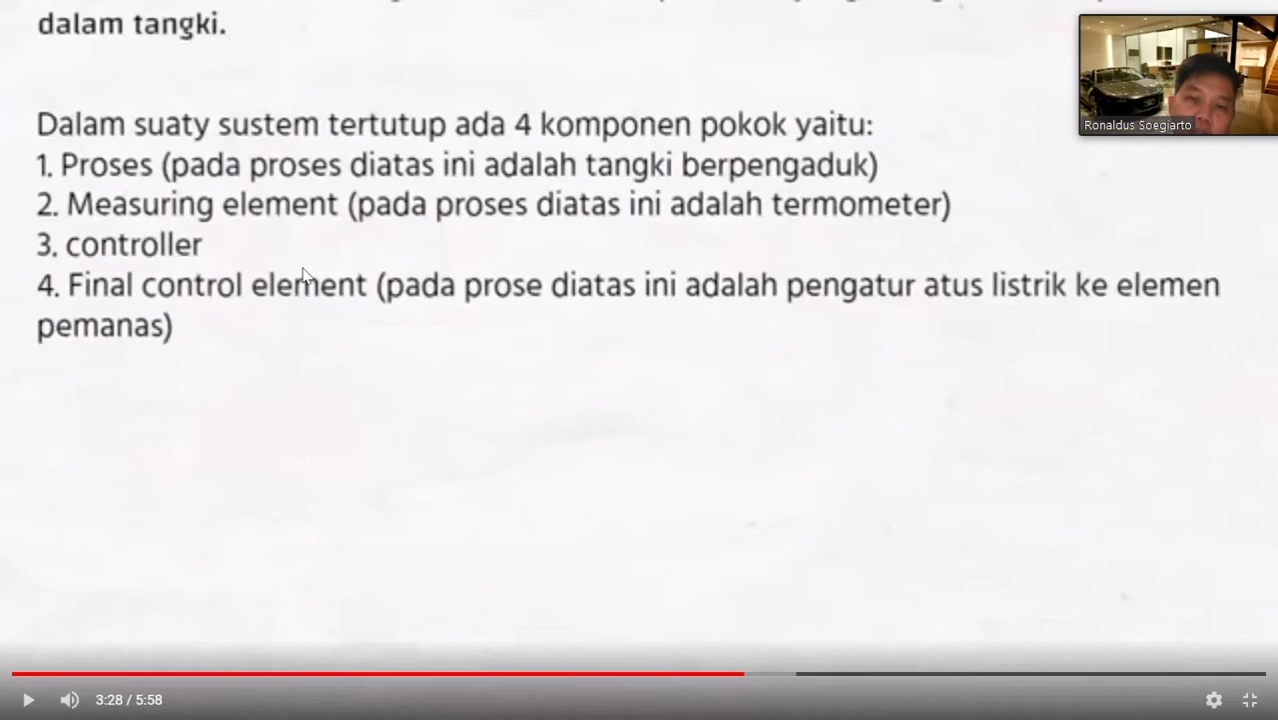 dalam tangki.
Dalam suaty sustem tertutup ada 4 komponen pokok yaitu:
1. Proses (pada proses diatas ini adalah tangki berpengaduk)
2. Measuring element (pada proses diatas ini adalah termometer)
3. controller
4. Final control element (pada prose diatas ini adalah pengatur atus listrik ke elemen
pemanas)
Ronaldus Soegiarto
3:28 / 5:58